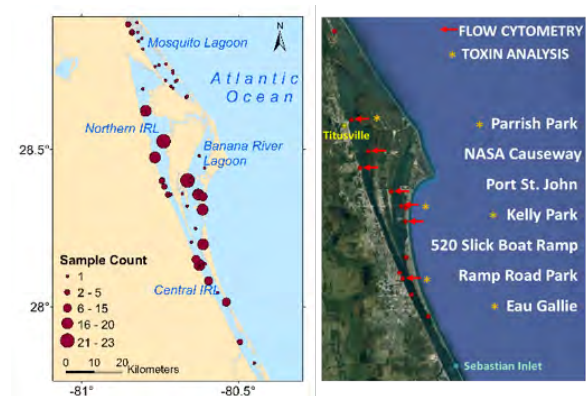 N
Mosquito Lagoon
Atlantic
Ocean
Northern IRL
Banana River
Lagoon
28.5
Sample Count
1
2 - 5
6 - 15
16 - 20
21 - 23
0 10 20
Kilometers
Central IRL
28
-81
-80.5
FLOW CYTOMETRY
* TOXIN ANALYSIS
Titusville
* Parrish Park
NASA Causeway
Port St. John
* Kelly Park
520 Slick Boat Ramp
Ramp Road Park
* Eau Gallie
Sebastian Inlet